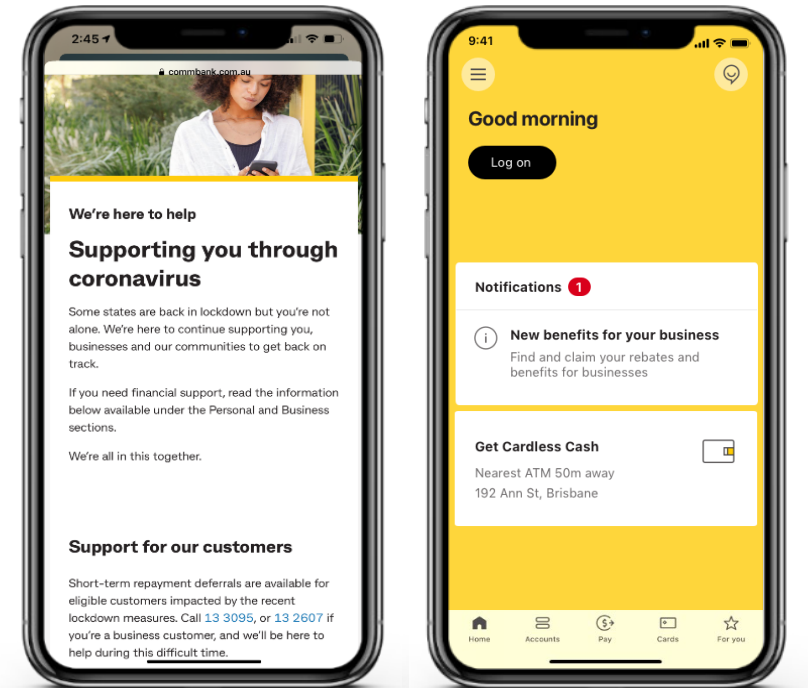 2:45
commbank.com.au
We're here to help
Supporting you through
coronavirus
Some states are back in lockdown but you're not
alone. We're here to continue supporting you,
businesses and our communities to get back on
track.
If you need financial support, read the information
below available under the Personal and Business
sections.
We're all in this together.
Support for our customers
Short-term repayment deferrals are available for
eligible customers impacted by the recent
lockdown measures. Call 13 3095, or 13 2607 if
you're a business customer, and we'll be here to
help during this difficult time.
9:41
Good morning
Log on
Notifications 1
New benefits for your business
Find and claim your rebates and
benefits for businesses
Get Cardless Cash
Nearest ATM 50m away
192 Ann St, Brisbane
Home Accounts Pay Cards For you